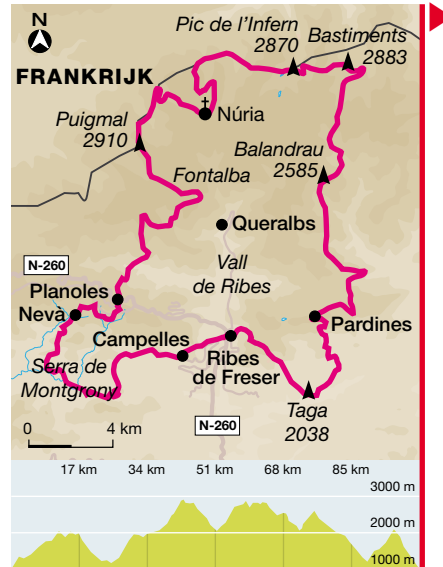 N
Pic de l’Infern
2870
Bastiments
2883
FRANKRIJK
Puigmal
2910
Núria
Balandrau
2585
Fontalba
Queralbs
N-260
Vall
de Ribes
Planoles
Nevà
Pardines
Campelles
Ribes
de Freser
Serra de
Montgrony
Taga
2038
N-260
0 4 km
17 km 34 km 51 km 68 km 85 km
3000 m
2000 m
1000 m